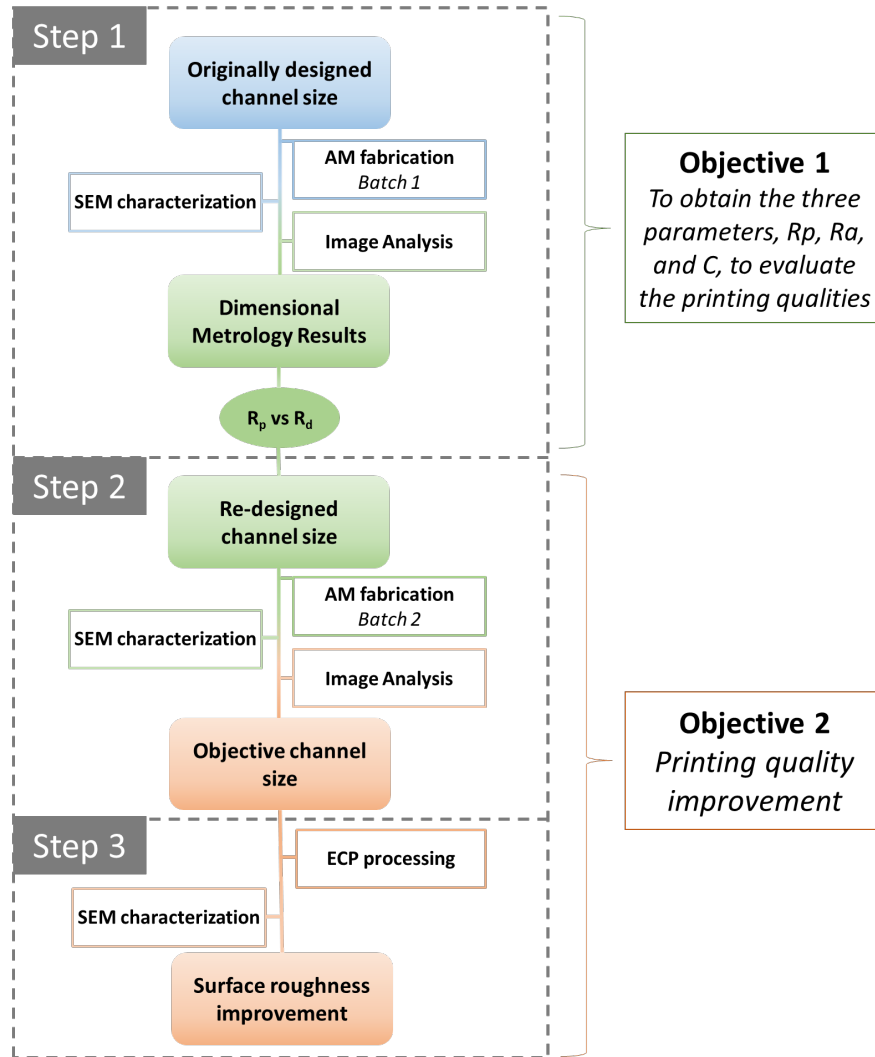 Step 1
Originally designed
channel size
AM fabrication
Batch 1
SEM characterization
Image Analysis
Dimensional
Metrology Results
Rp vs Rd
Objective 1
To obtain the three
parameters, Rp, Ra,
and C, to evaluate
the printing qualities
Step 2
Re-designed
channel size
AM fabrication
Batch 2
SEM characterization
Image Analysis
Objective channel
size
Objective 2
Printing quality
improvement
Step 3
ECP processing
SEM characterization
Surface roughness
improvement